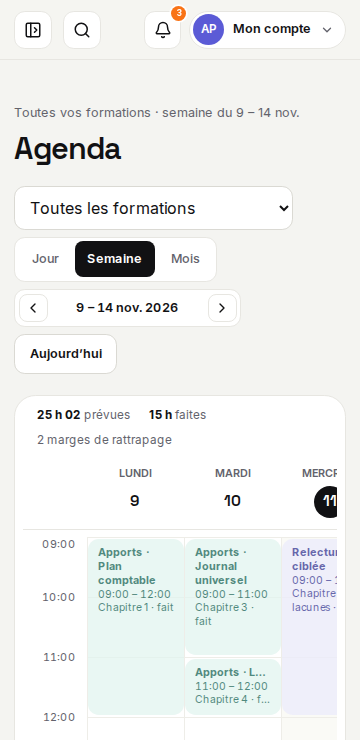 3
AP Mon compte
Toutes vos formations · semaine du 9 – 14 nov.
Agenda
Toutes les formations
Jour Semaine Mois
9 – 14 nov. 2026
Aujourd'hui
25 h 02 prévues 15 h faites
2 marges de rattrapage
LUNDI MARDI MERCR
9 10 11
09:00
10:00
11:00
12:00
Apports ·
Plan
comptable
09:00 – 12:00
Chapitre 1 · fait
Apports ·
Journal
universel
09:00 – 11:00
Chapitre 3 ·
fait
Apports · L…
11:00 – 12:00
Chapitre 4 · f…
Relectur
ciblée
09:00 – 1
Chapitre
lacunes ·